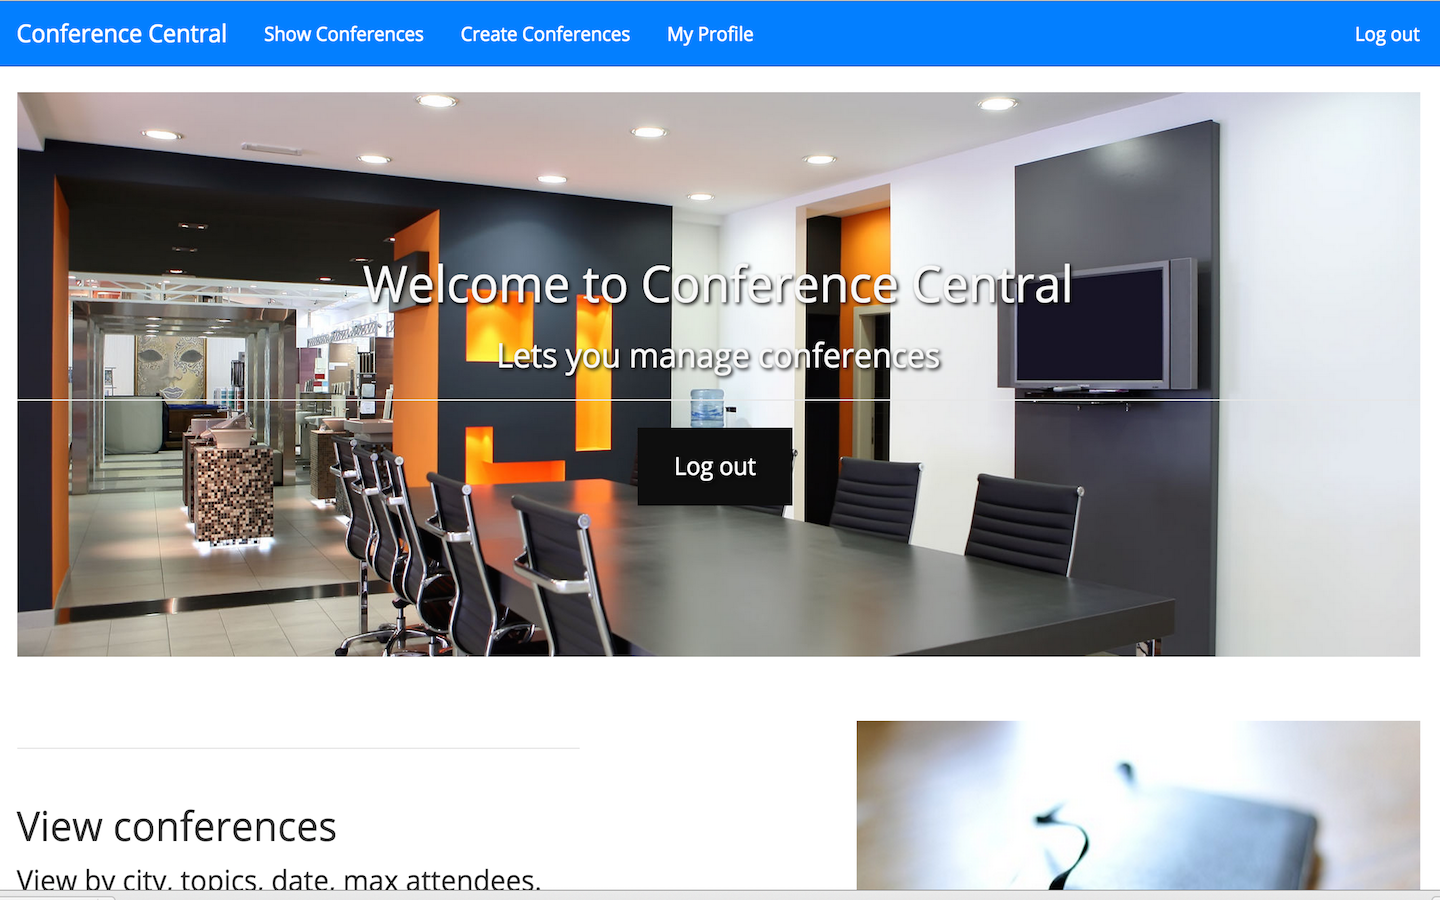 Conference Central Show Conferences Create Conferences My Profile Log out
Welcome to Conference Central
Lets you manage conferences
Log out
View conferences
View by city, topics, date, max attendees.